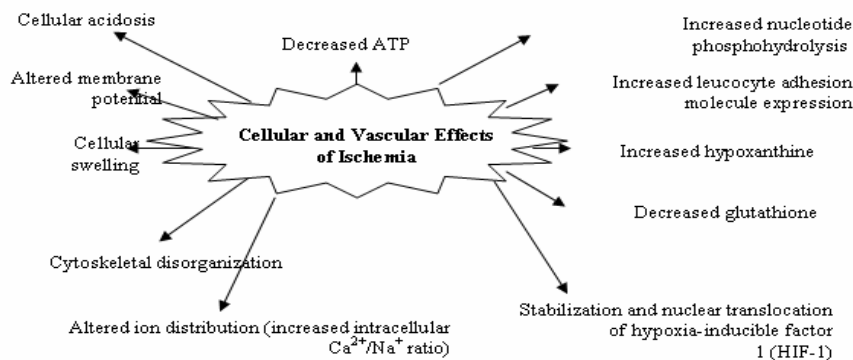 Cellular acidosis
Decreased ATP
Increased nucleotide
phosphohydrolysis
Altered membrane
potential
Increased leucocyte adhesion
molecule expression
Cellular and Vascular Effects
of Ischemia
Cellular
swelling
Increased hypoxanthine
Decreased glutathione
Cytoskeletal disorganization
Altered ion distribution (increased intracellular
Ca²⁺/Na⁺ ratio)
Stabilization and nuclear translocation
of hypoxia-inducible factor
1 (HIF-1)